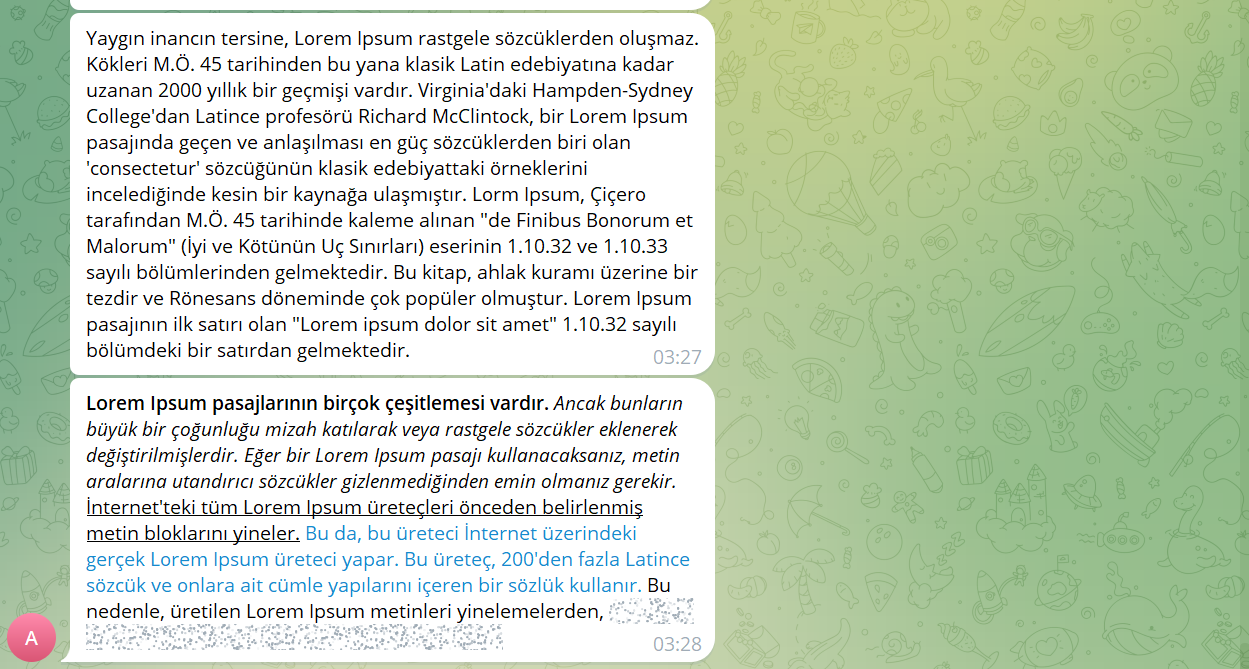 Yaygın inancın tersine, Lorem Ipsum rastgele sözcüklerden oluşmaz.
Kökleri M.Ö. 45 tarihinden bu yana klasik Latin edebiyatına kadar
uzanan 2000 yıllık bir geçmişi vardır. Virginia'daki Hampden-Sydney
College'dan Latince profesörü Richard McClintock, bir Lorem Ipsum
pasajında geçen ve anlaşılması en güç sözcüklerden biri olan
'consectetur' sözcüğünün klasik edebiyattaki örneklerini
incelediğinde kesin bir kaynağa ulaşmıştır. Lorm Ipsum, Çiçero
tarafından M.Ö. 45 tarihinde kaleme alınan "de Finibus Bonorum et
Malorum" (İyi ve Kötünün Uç Sınırları) eserinin 1.10.32 ve 1.10.33
sayılı bölümlerinden gelmektedir. Bu kitap, ahlak kuramı üzerine bir
tezdir ve Rönesans döneminde çok popüler olmuştur. Lorem Ipsum
pasajının ilk satırı olan "Lorem ipsum dolor sit amet" 1.10.32 sayılı
bölümdeki bir satırdan gelmektedir.
03:27
Lorem Ipsum pasajlarının birçok çeşitlemesi vardır. Ancak bunların
büyük bir çoğunluğu mizah katılarak veya rastgele sözcükler eklenerek
değiştirilmişlerdir. Eğer bir Lorem Ipsum pasajı kullanacaksanız, metin
aralarına utandırıcı sözcükler gizlenmediğinden emin olmanız gerekir.
İnternet'teki tüm Lorem Ipsum üreteçleri önceden belirlenmiş
metin bloklarını yineler. Bu da, bu üreteci İnternet üzerindeki
gerçek Lorem Ipsum üreteci yapar. Bu üreteç, 200'den fazla Latince
sözcük ve onlara ait cümle yapılarını içeren bir sözlük kullanır. Bu
nedenle, üretilen Lorem Ipsum metinleri yinelemelerden,
03:28
A